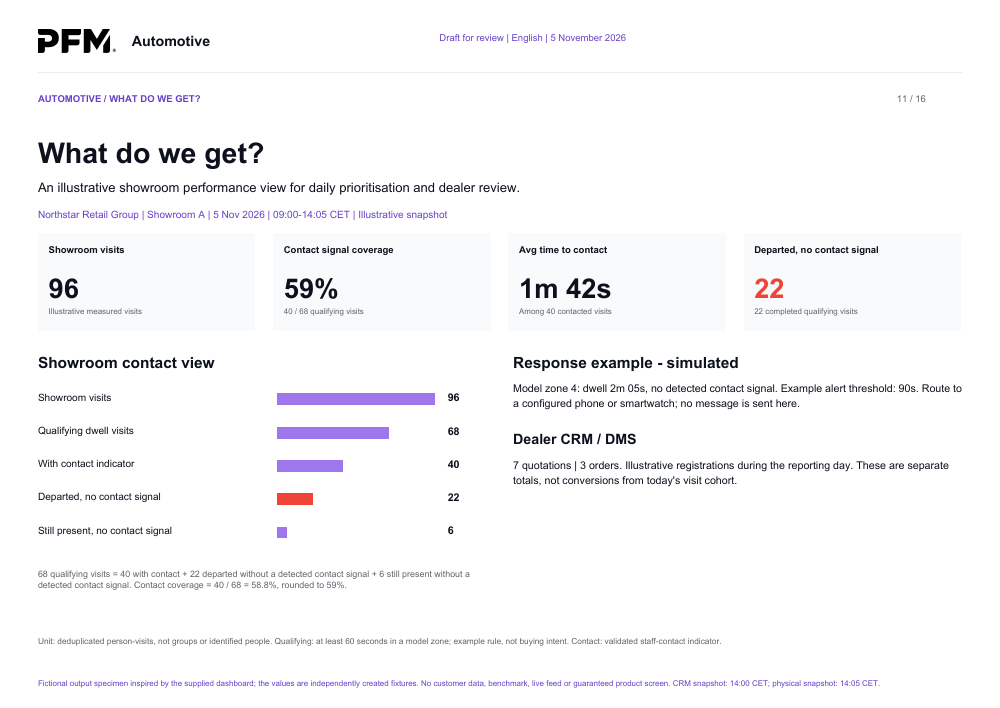 PFM® Automotive
Draft for review | English | 5 November 2026
AUTOMOTIVE / WHAT DO WE GET?
11 / 16
What do we get?
An illustrative showroom performance view for daily prioritisation and dealer review.
Northstar Retail Group | Showroom A | 5 Nov 2026 | 09:00-14:05 CET | Illustrative snapshot
Showroom visits
96
Illustrative measured visits
Contact signal coverage
59%
40 / 68 qualifying visits
Avg time to contact
1m 42s
Among 40 contacted visits
Departed, no contact signal
22
22 completed qualifying visits
Showroom contact view
Showroom visits 96
Qualifying dwell visits 68
With contact indicator 40
Departed, no contact signal 22
Still present, no contact signal 6
68 qualifying visits = 40 with contact + 22 departed without a detected contact signal + 6 still present without a
detected contact signal. Contact coverage = 40 / 68 = 58.8%, rounded to 59%.
Response example - simulated
Model zone 4: dwell 2m 05s, no detected contact signal. Example alert threshold: 90s. Route to
a configured phone or smartwatch; no message is sent here.
Dealer CRM / DMS
7 quotations | 3 orders. Illustrative registrations during the reporting day. These are separate
totals, not conversions from today's visit cohort.
Unit: deduplicated person-visits, not groups or identified people. Qualifying: at least 60 seconds in a model zone; example rule, not buying intent. Contact: validated staff-contact indicator.
Fictional output specimen inspired by the supplied dashboard; the values are independently created fixtures. No customer data, benchmark, live feed or guaranteed product screen. CRM snapshot: 14:00 CET; physical snapshot: 14:05 CET.